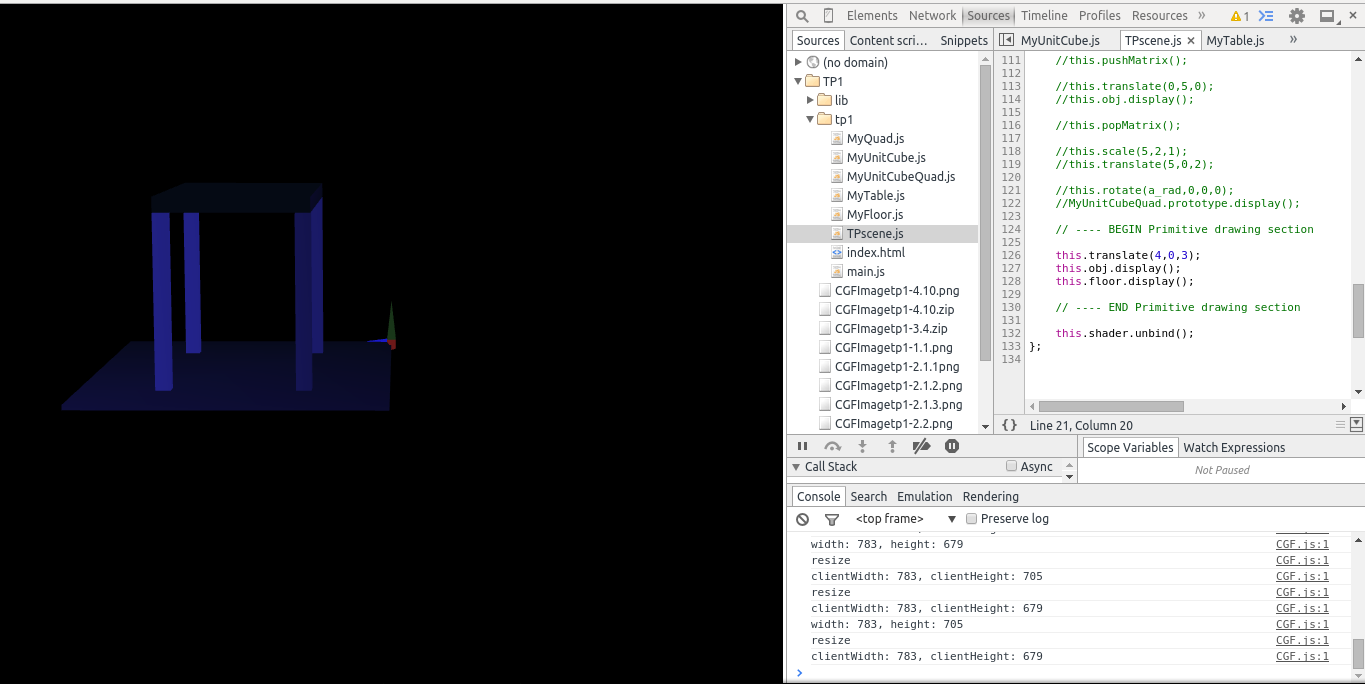 Elements Network Sources Timeline Profiles Resources » 1
Sources Content scri… Snippets
MyUnitCube.js TPscene.js × MyTable.js »
(no domain)
TP1
lib
tp1
MyQuad.js
MyUnitCube.js
MyUnitCubeQuad.js
MyTable.js
MyFloor.js
TPscene.js
index.html
main.js
CGFImagetp1-4.10.png
CGFImagetp1-4.10.zip
CGFImagetp1-3.4.zip
CGFImagetp1-1.1.png
CGFImagetp1-2.1.1png
CGFImagetp1-2.1.2.png
CGFImagetp1-2.1.3.png
CGFImagetp1-2.2.png
111 //this.pushMatrix();
112
113 //this.translate(0,5,0);
114 //this.obj.display();
115
116 //this.popMatrix();
117
118 //this.scale(5,2,1);
119 //this.translate(5,0,2);
120
121 //this.rotate(a_rad,0,0,0);
122 //MyUnitCubeQuad.prototype.display();
123
124 // ---- BEGIN Primitive drawing section
125
126 this.translate(4,0,3);
127 this.obj.display();
128 this.floor.display();
129
130 // ---- END Primitive drawing section
131
132 this.shader.unbind();
133 };
134
{} Line 21, Column 20
Scope Variables Watch Expressions
Call Stack Async
Not Paused
Console Search Emulation Rendering
<top frame> Preserve log
width: 783, height: 679 CGF.js:1
resize CGF.js:1
clientWidth: 783, clientHeight: 705 CGF.js:1
resize CGF.js:1
clientWidth: 783, clientHeight: 679 CGF.js:1
width: 783, height: 705 CGF.js:1
resize CGF.js:1
clientWidth: 783, clientHeight: 679 CGF.js:1